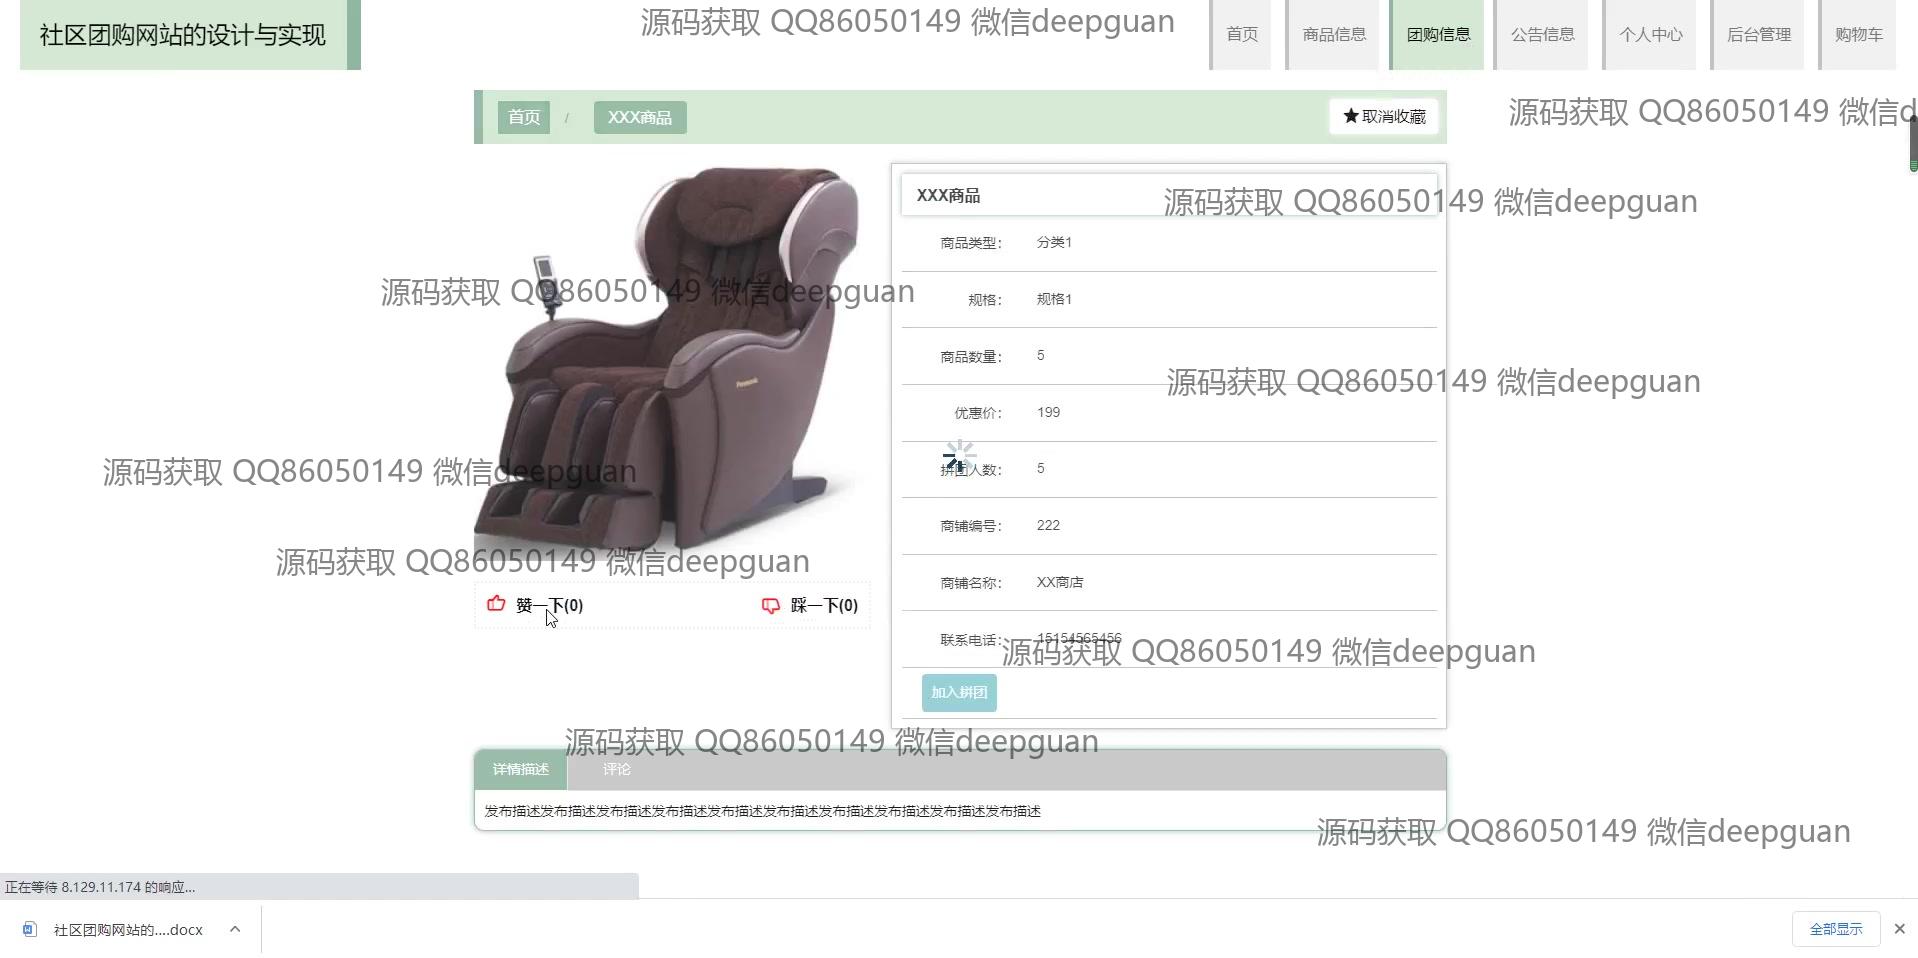 社区团购网站的设计与实现
源码获取 QQ86050149 微信deepguan
首页
商品信息
团购信息
公告信息
个人中心
后台管理
购物车
首页 / XXX商品
★取消收藏
源码获取 QQ86050149 微信d
XXX商品
源码获取 QQ86050149 微信deepguan
商品类型: 分类1
源码获取 QQ86050149 微信deepguan
规格: 规格1
商品数量: 5
源码获取 QQ86050149 微信deepguan
Panasonic
优惠价: 199
源码获取 QQ86050149 微信deepguan
拼团人数: 5
商铺编号: 222
源码获取 QQ86050149 微信deepguan
商铺名称: XX商店
赞一下(0)
踩一下(0)
联系电话: 15154565456
源码获取 QQ86050149 微信deepguan
加入拼团
源码获取 QQ86050149 微信deepguan
详情描述
评论
发布描述发布描述发布描述发布描述发布描述发布描述发布描述发布描述发布描述发布描述
源码获取 QQ86050149 微信deepguan
正在等待 8.129.11.174 的响应...
社区团购网站的....docx
全部显示